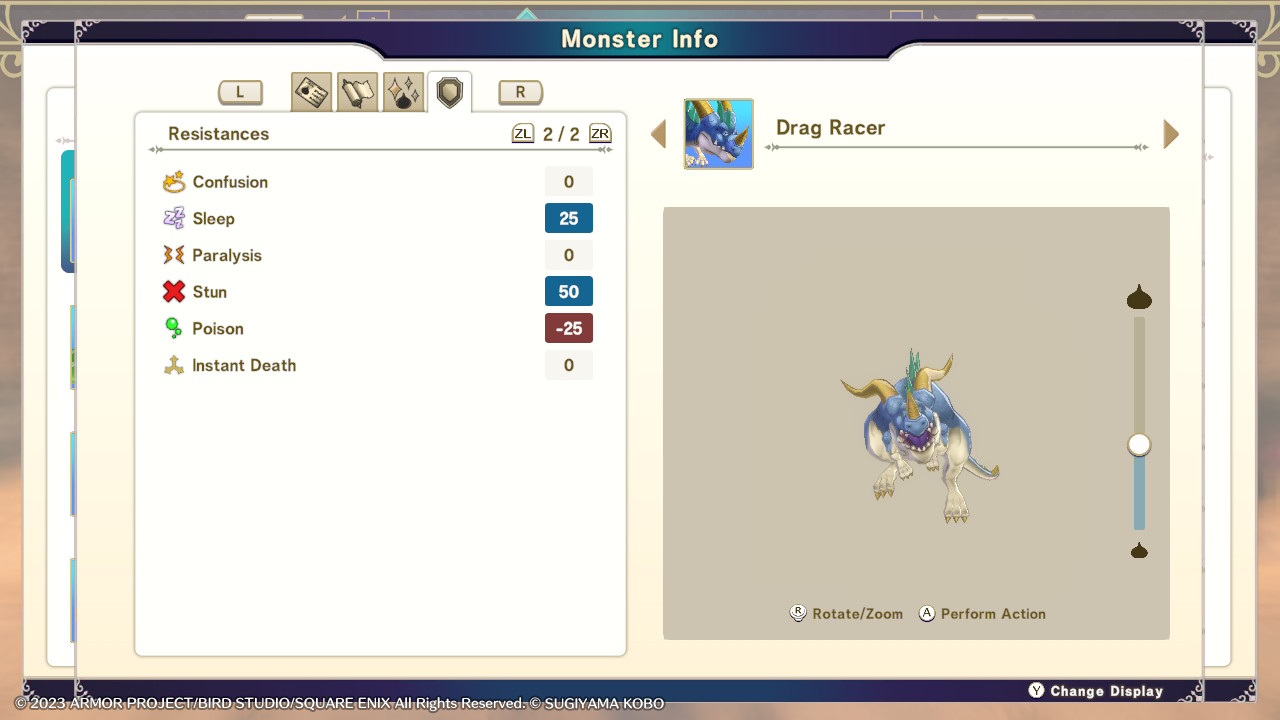 Monster Info
L
R
Resistances
ZL 2 / 2 ZR
Drag Racer
Confusion 0
Sleep 25
Paralysis 0
Stun 50
Poison -25
Instant Death 0
R Rotate/Zoom A Perform Action
Y Change Display
© 2023 ARMOR PROJECT/BIRD STUDIO/SQUARE ENIX All Rights Reserved. © SUGIYAMA KOBO